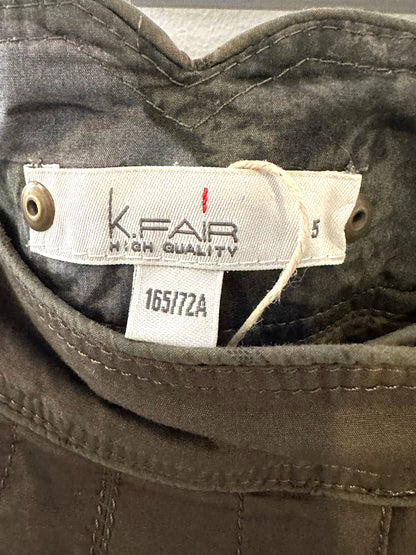 K.FAIR
HIGH QUALITY
5
165/72A